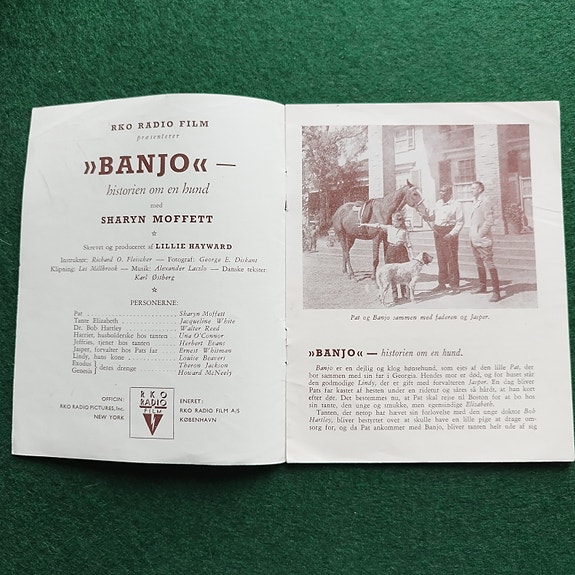 RKO RADIO FILM
præsenterer
»BANJO« —
historien om en hund
med
SHARYN MOFFETT
☆
Skrevet og produceret af LILLIE HAYWARD
Instruktør: Richard O. Fleischer — Fotograf: George E. Diskant
Klipning: Les Millbrook — Musik: Alexander Laszlo — Danske tekster:
Karl Østberg
PERSONERNE:
Pat ........ Sharyn Moffett
Tante Elizabeth ........ Jacqueline White
Dr. Bob Hartley ........ Walter Reed
Harriet, husholderske hos tanten Una O'Connor
Jeffries, tjener hos tanten ........ Herbert Evans
Jasper, forvalter hos Pats far ........ Ernest Whitman
Lindy, hans kone ........ Louise Beavers
Exodus } dets drenge ........ Theron Jackson
Genesis } Howard McNeely
OFFICIN:
RKO RADIO PICTURES, Inc.
NEW YORK
RKO
RADIO
FILM
ENERET:
RKO RADIO FILM A/S
KØBENHAVN
Pat og Banjo sammen med faderen og Jasper.
»BANJO« — historien om en hund.
Banjo er en dejlig og klog hønsehund, som ejes af den lille Pat, der
bor sammen med sin far i Georgia. Hendes mor er død, og for huset står
den godmodige Lindy, der er gift med forvalteren Jasper. En dag bliver
Pats far kastet af hesten under en ridetur og såres så hårdt, at han kort
efter dør. Det bestemmes nu, at Pat skal rejse til Boston for at bo hos
sin tante, den unge og smukke, men egensindige Elizabeth.
Tanten, der netop har hævet sin forlovelse med den unge doktor Bob
Hartley, bliver bestyrtet over at skulle have en lille pige at drage om-
sorg for, og da Pat ankommer med Banjo, bliver tanten helt ude af sig